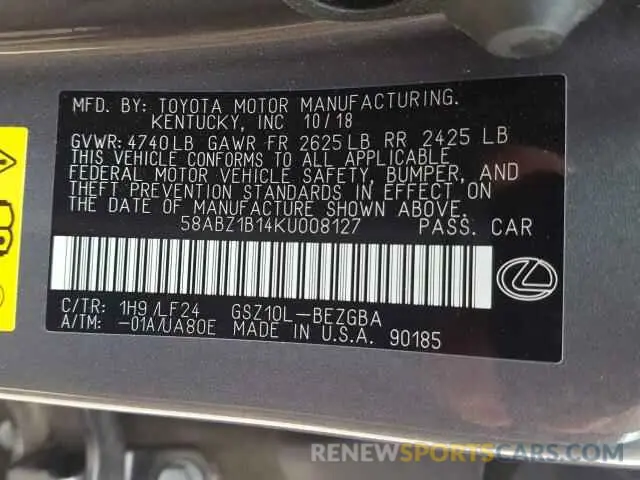 MFD. BY: TOYOTA MOTOR MANUFACTURING.
KENTUCKY, INC 10/18
GVWR: 4740LB GAWR FR 2625LB RR 2425 LB
THIS VEHICLE CONFORMS TO ALL APPLICABLE
FEDERAL MOTOR VEHICLE SAFETY, BUMPER, AND
THEFT PREVENTION STANDARDS IN EFFECT ON
THE DATE OF MANUFACTURE SHOWN ABOVE.
58ABZ1B14KU008127 PASS. CAR
C/TR: 1H9/LF24 GSZ10L-BEZGBA
A/TM: -01A/UA80E MADE IN U.S.A. 90185
RENEWSPORTSCARS.COM